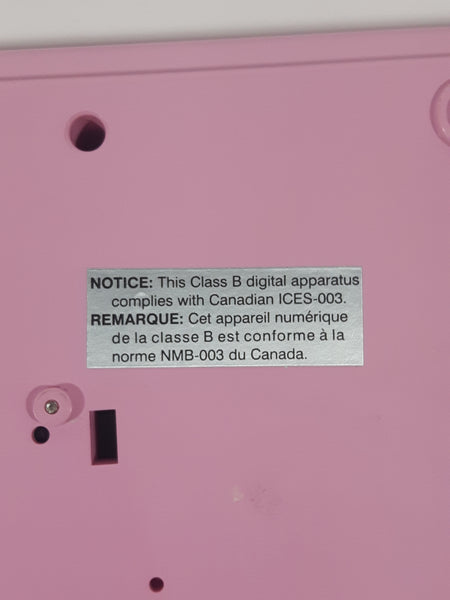 NOTICE: This Class B digital apparatus
complies with Canadian ICES-003.
REMARQUE: Cet appareil numérique
de la classe B est conforme à la
norme NMB-003 du Canada.